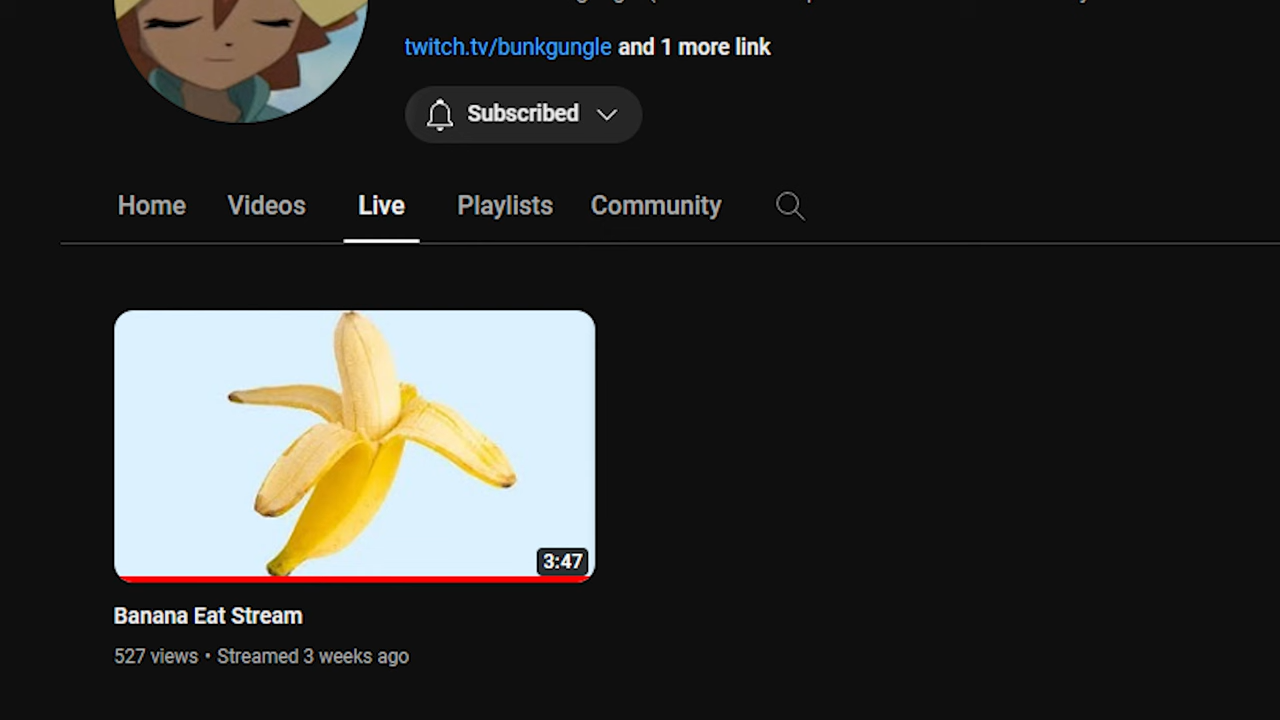 twitch.tv/bunkgungle and 1 more link
Subscribed
Home Videos Live Playlists Community
3:47
Banana Eat Stream
527 views • Streamed 3 weeks ago